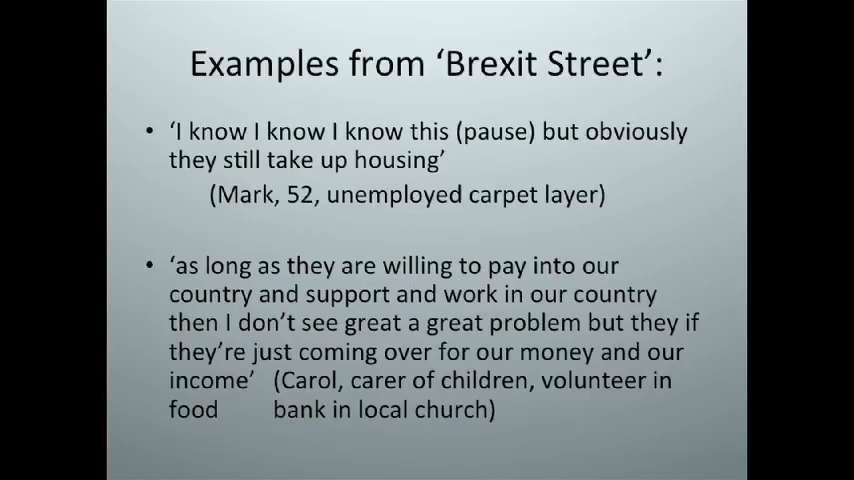 Examples from ‘Brexit Street’:
• ‘I know I know I know this (pause) but obviously
they still take up housing’
(Mark, 52, unemployed carpet layer)
• ‘as long as they are willing to pay into our
country and support and work in our country
then I don’t see great a great problem but they if
they’re just coming over for our money and our
income’ (Carol, carer of children, volunteer in
food bank in local church)